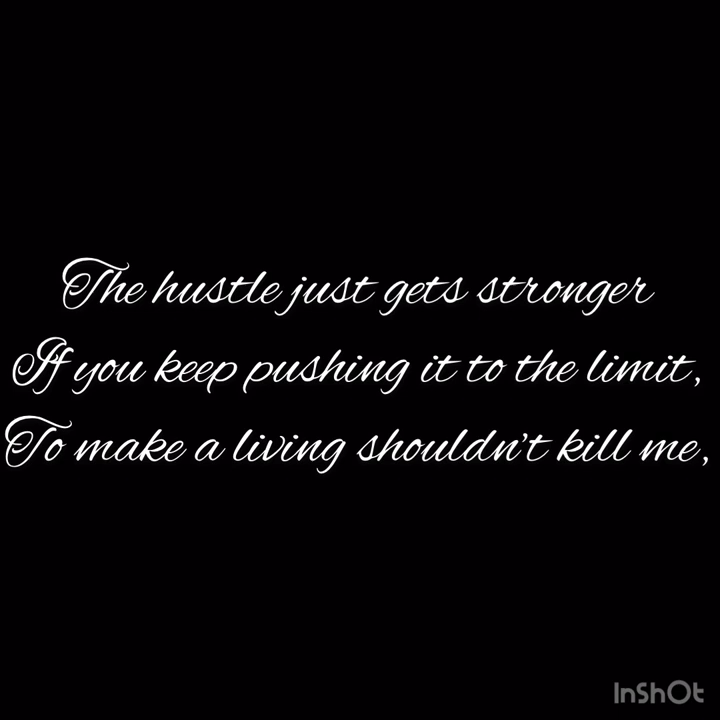 The hustle just gets stronger
If you keep pushing it to the limit,
To make a living shouldn't kill me,
InShOt